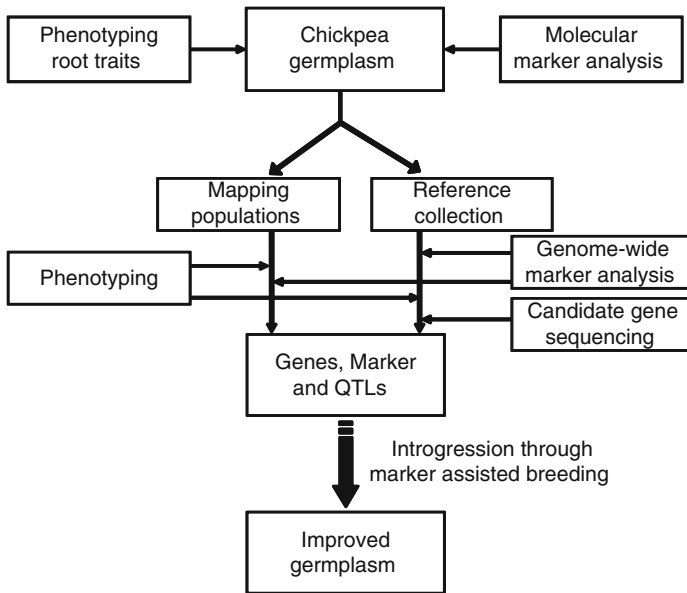 Phenotyping
root traits
Chickpea
germplasm
Molecular
marker analysis
Mapping
populations
Reference
collection
Phenotyping
Genome-wide
marker analysis
Candidate gene
sequencing
Genes, Marker
and QTLs
Introgression through
marker assisted breeding
Improved
germplasm